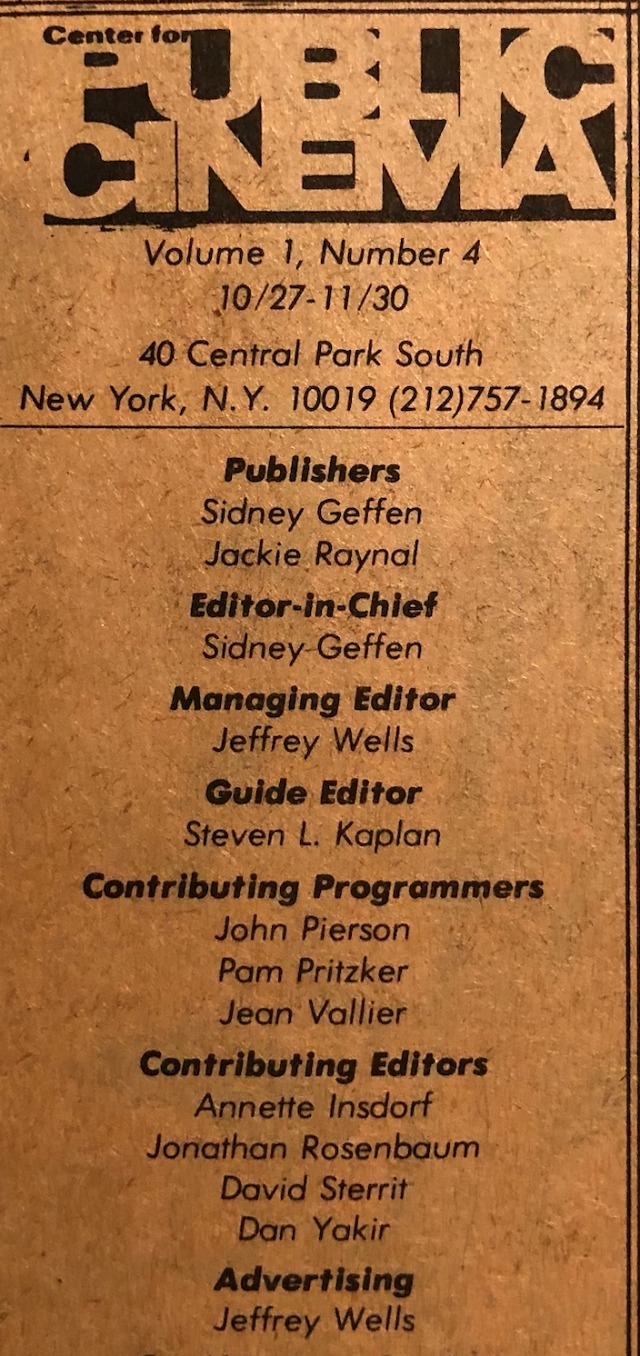 Center for
PUBLIC
CINEMA
Volume 1, Number 4
10/27-11/30
40 Central Park South
New York, N.Y. 10019 (212)757-1894
Publishers
Sidney Geffen
Jackie Raynal
Editor-in-Chief
Sidney Geffen
Managing Editor
Jeffrey Wells
Guide Editor
Steven L. Kaplan
Contributing Programmers
John Pierson
Pam Pritzker
Jean Vallier
Contributing Editors
Annette Insdorf
Jonathan Rosenbaum
David Sterrit
Dan Yakir
Advertising
Jeffrey Wells